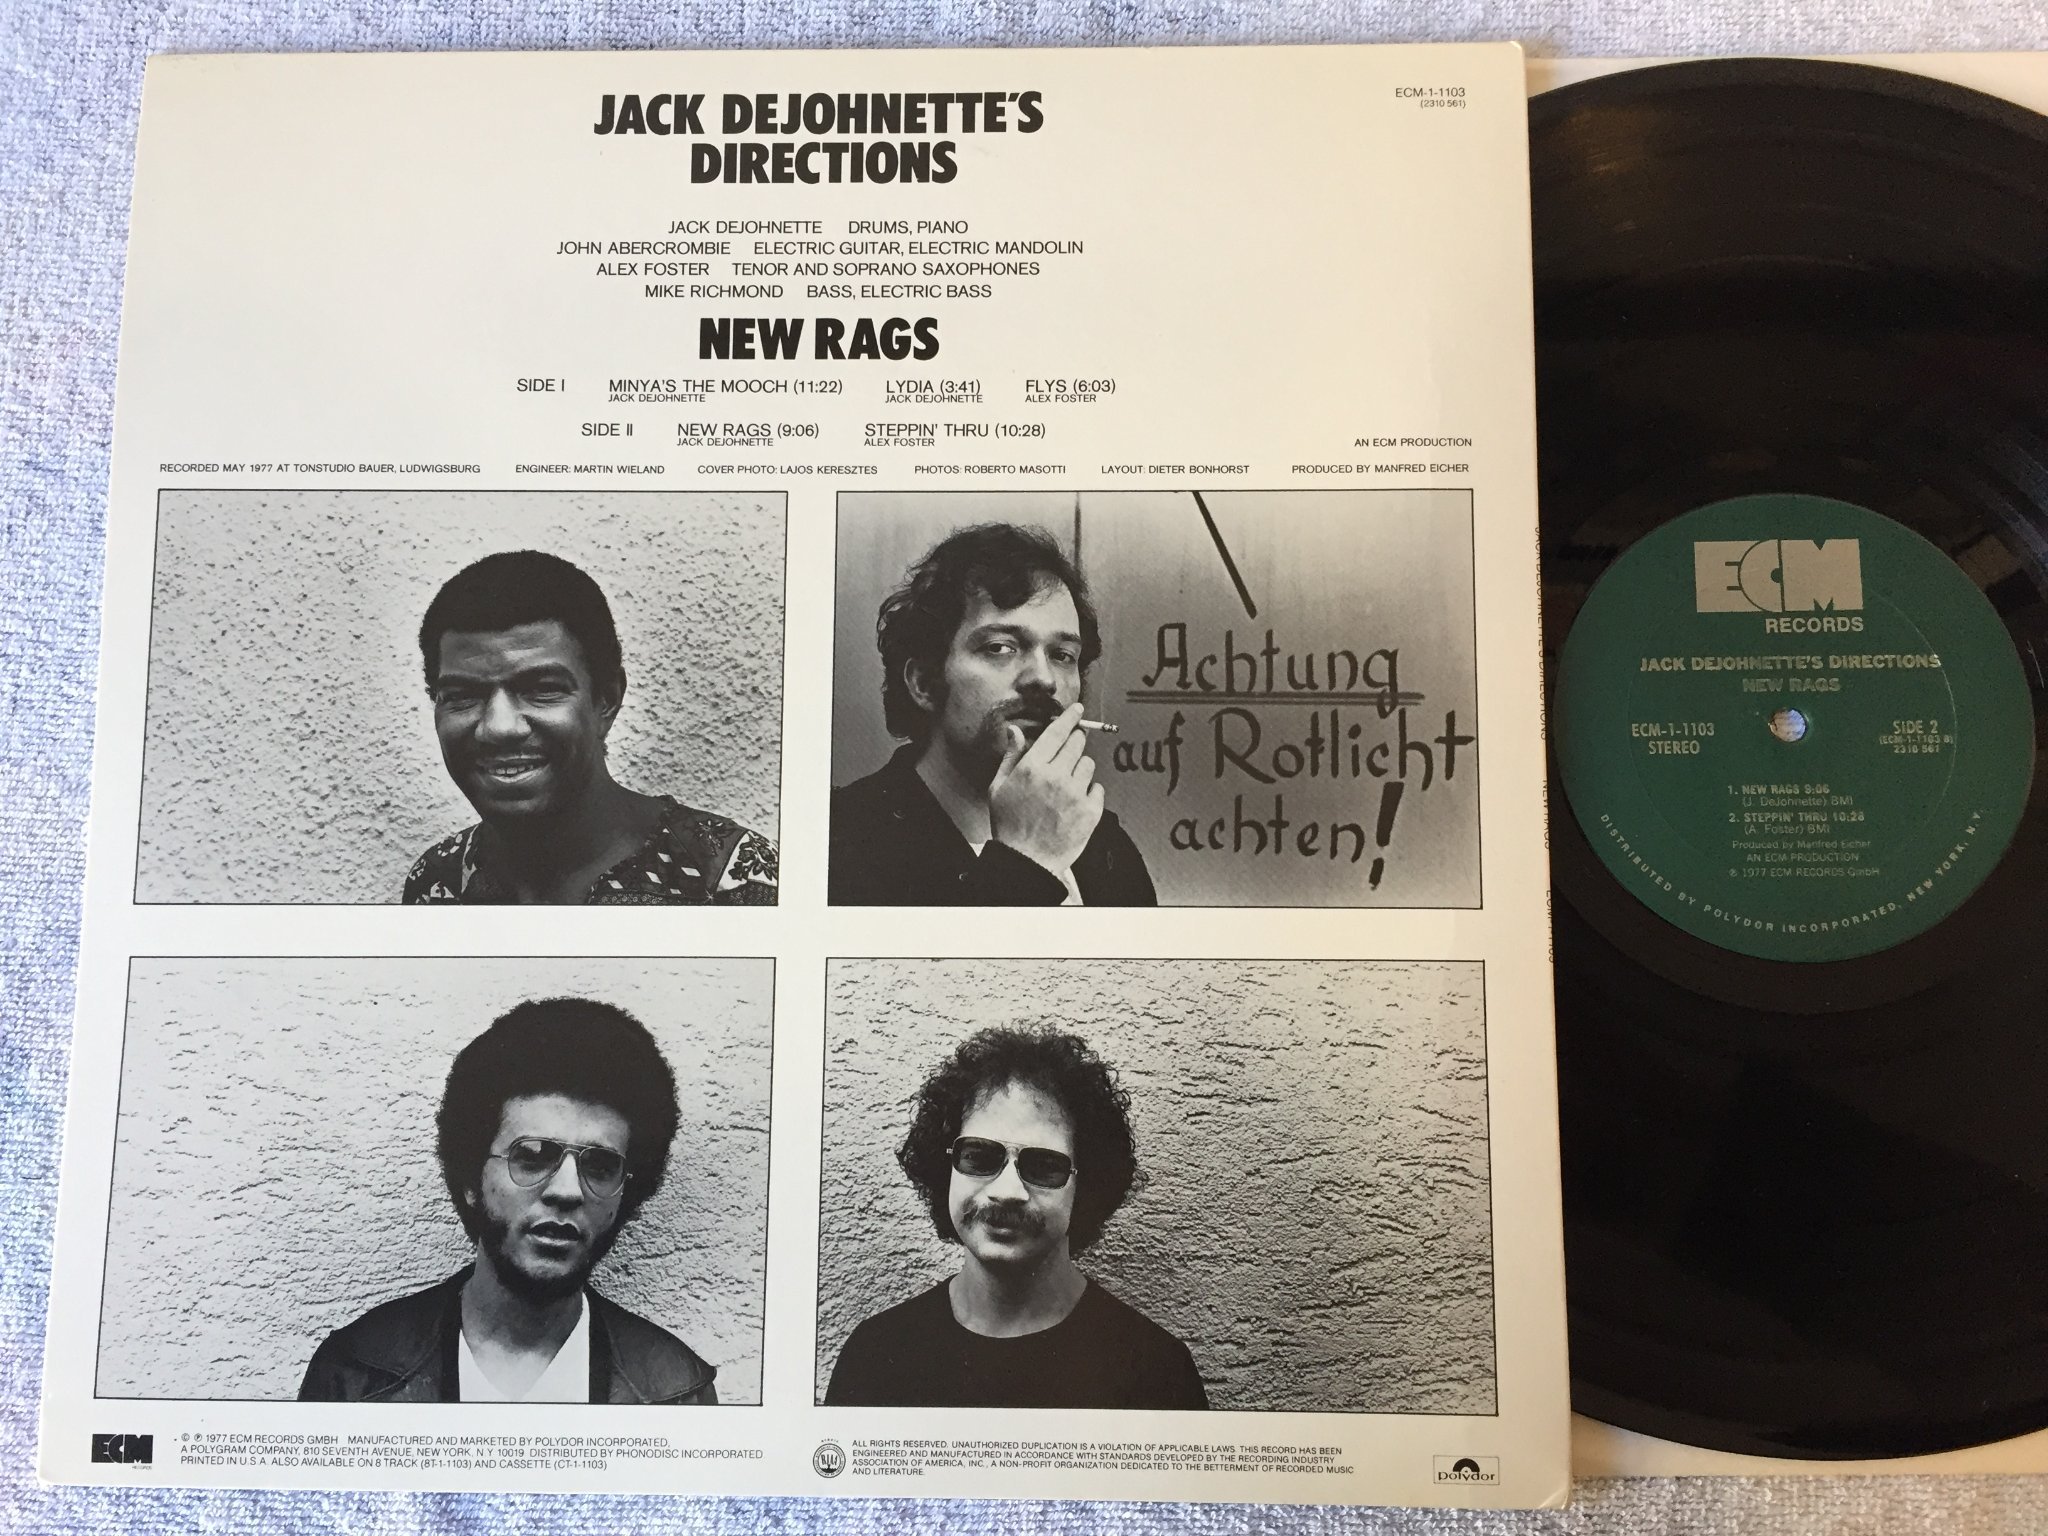 JACK DEJOHNETTE'S
DIRECTIONS
ECM-1-1103
(2310 561)
JACK DEJOHNETTE DRUMS, PIANO
JOHN ABERCROMBIE ELECTRIC GUITAR, ELECTRIC MANDOLIN
ALEX FOSTER TENOR AND SOPRANO SAXOPHONES
MIKE RICHMOND BASS, ELECTRIC BASS
NEW RAGS
SIDE I MINYA'S THE MOOCH (11:22) LYDIA (3:41) FLYS (6:03)
JACK DEJOHNETTE JACK DEJOHNETTE ALEX FOSTER
SIDE II NEW RAGS (9:06) STEPPIN' THRU (10:28)
JACK DEJOHNETTE ALEX FOSTER
AN ECM PRODUCTION
RECORDED MAY 1977 AT TONSTUDIO BAUER, LUDWIGSBURG ENGINEER: MARTIN WIELAND COVER PHOTO: LAJOS KERESZTES PHOTOS: ROBERTO MASOTTI LAYOUT: DIETER BONHORST PRODUCED BY MANFRED EICHER
Achtung
auf Rotlicht
achten!
ECM
RECORDS
© ℗ 1977 ECM RECORDS GMBH MANUFACTURED AND MARKETED BY POLYDOR INCORPORATED,
A POLYGRAM COMPANY, 810 SEVENTH AVENUE, NEW YORK, N.Y. 10019. DISTRIBUTED BY PHONODISC INCORPORATED
PRINTED IN U.S.A. ALSO AVAILABLE ON 8 TRACK (8T-1-1103) AND CASSETTE (CT-1-1103)
ALL RIGHTS RESERVED. UNAUTHORIZED DUPLICATION IS A VIOLATION OF APPLICABLE LAWS. THIS RECORD HAS BEEN
ENGINEERED AND MANUFACTURED IN ACCORDANCE WITH STANDARDS DEVELOPED BY THE RECORDING INDUSTRY
ASSOCIATION OF AMERICA, INC., A NON-PROFIT ORGANIZATION DEDICATED TO THE BETTERMENT OF RECORDED MUSIC
AND LITERATURE.
polydor
ECM
RECORDS
JACK DEJOHNETTE'S DIRECTIONS
NEW RAGS
ECM-1-1103
STEREO
SIDE 2
(ECM-1-1103 B)
2310 561
1. NEW RAGS 9:06
(J. DeJohnette) BMI
2. STEPPIN' THRU 10:28
(A. Foster) BMI
Produced by Manfred Eicher
AN ECM PRODUCTION
℗ 1977 ECM RECORDS GmbH
DISTRIBUTED BY POLYDOR INCORPORATED, NEW YORK, N.Y.